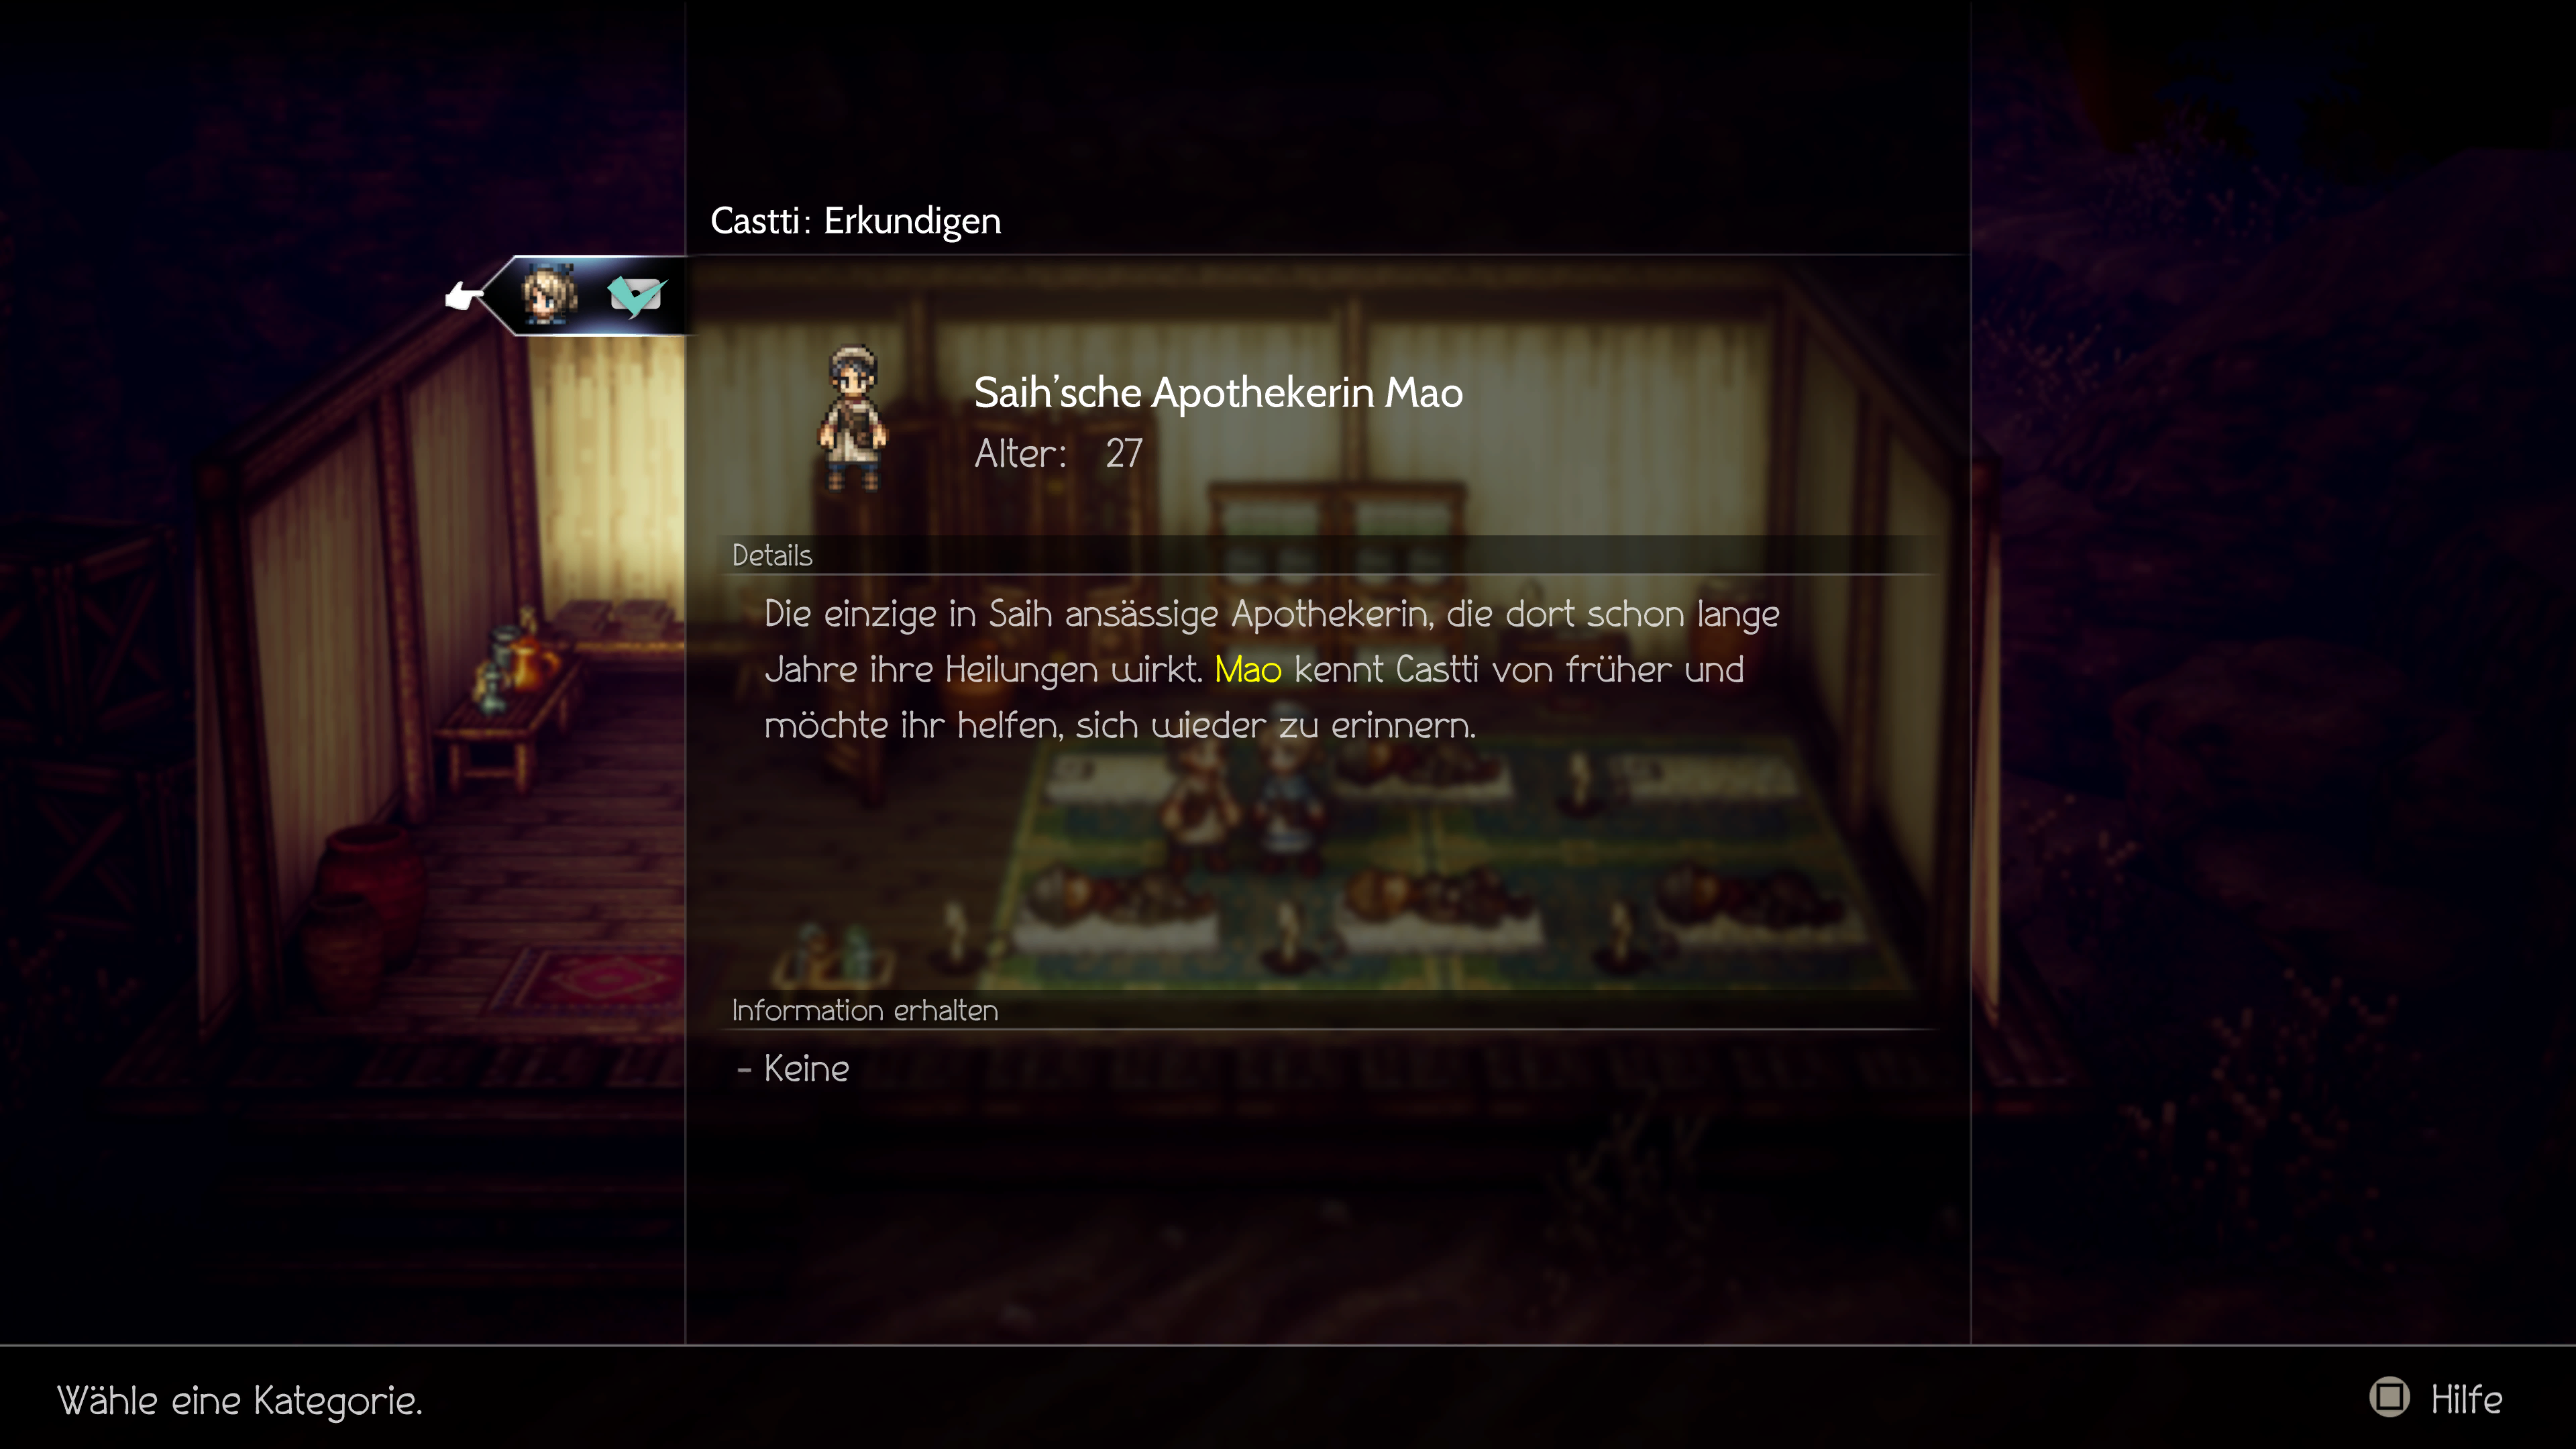 Castti: Erkundigen
Saih'sche Apothekerin Mao
Alter: 27
Details
Die einzige in Saih ansässige Apothekerin, die dort schon lange
Jahre ihre Heilungen wirkt. Mao kennt Castti von früher und
möchte ihr helfen, sich wieder zu erinnern.
Information erhalten
- Keine
Wähle eine Kategorie.
Hilfe